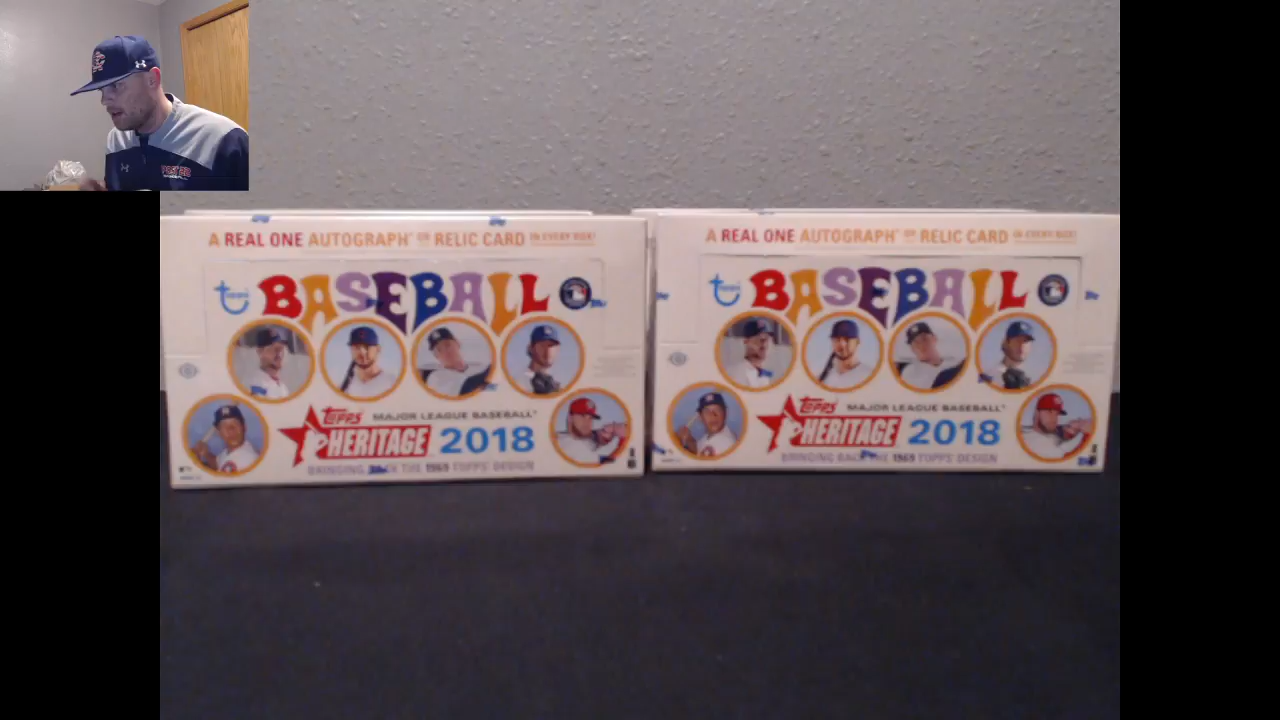 A REAL ONE AUTOGRAPH OR RELIC CARD IN EVERY BOX!
topps BASEBALL
MAJOR LEAGUE BASEBALL
TOPPS HERITAGE 2018
BRINGING BACK THE 1969 TOPPS DESIGN
A REAL ONE AUTOGRAPH OR RELIC CARD IN EVERY BOX!
topps BASEBALL
MAJOR LEAGUE BASEBALL
TOPPS HERITAGE 2018
BRINGING BACK THE 1969 TOPPS DESIGN